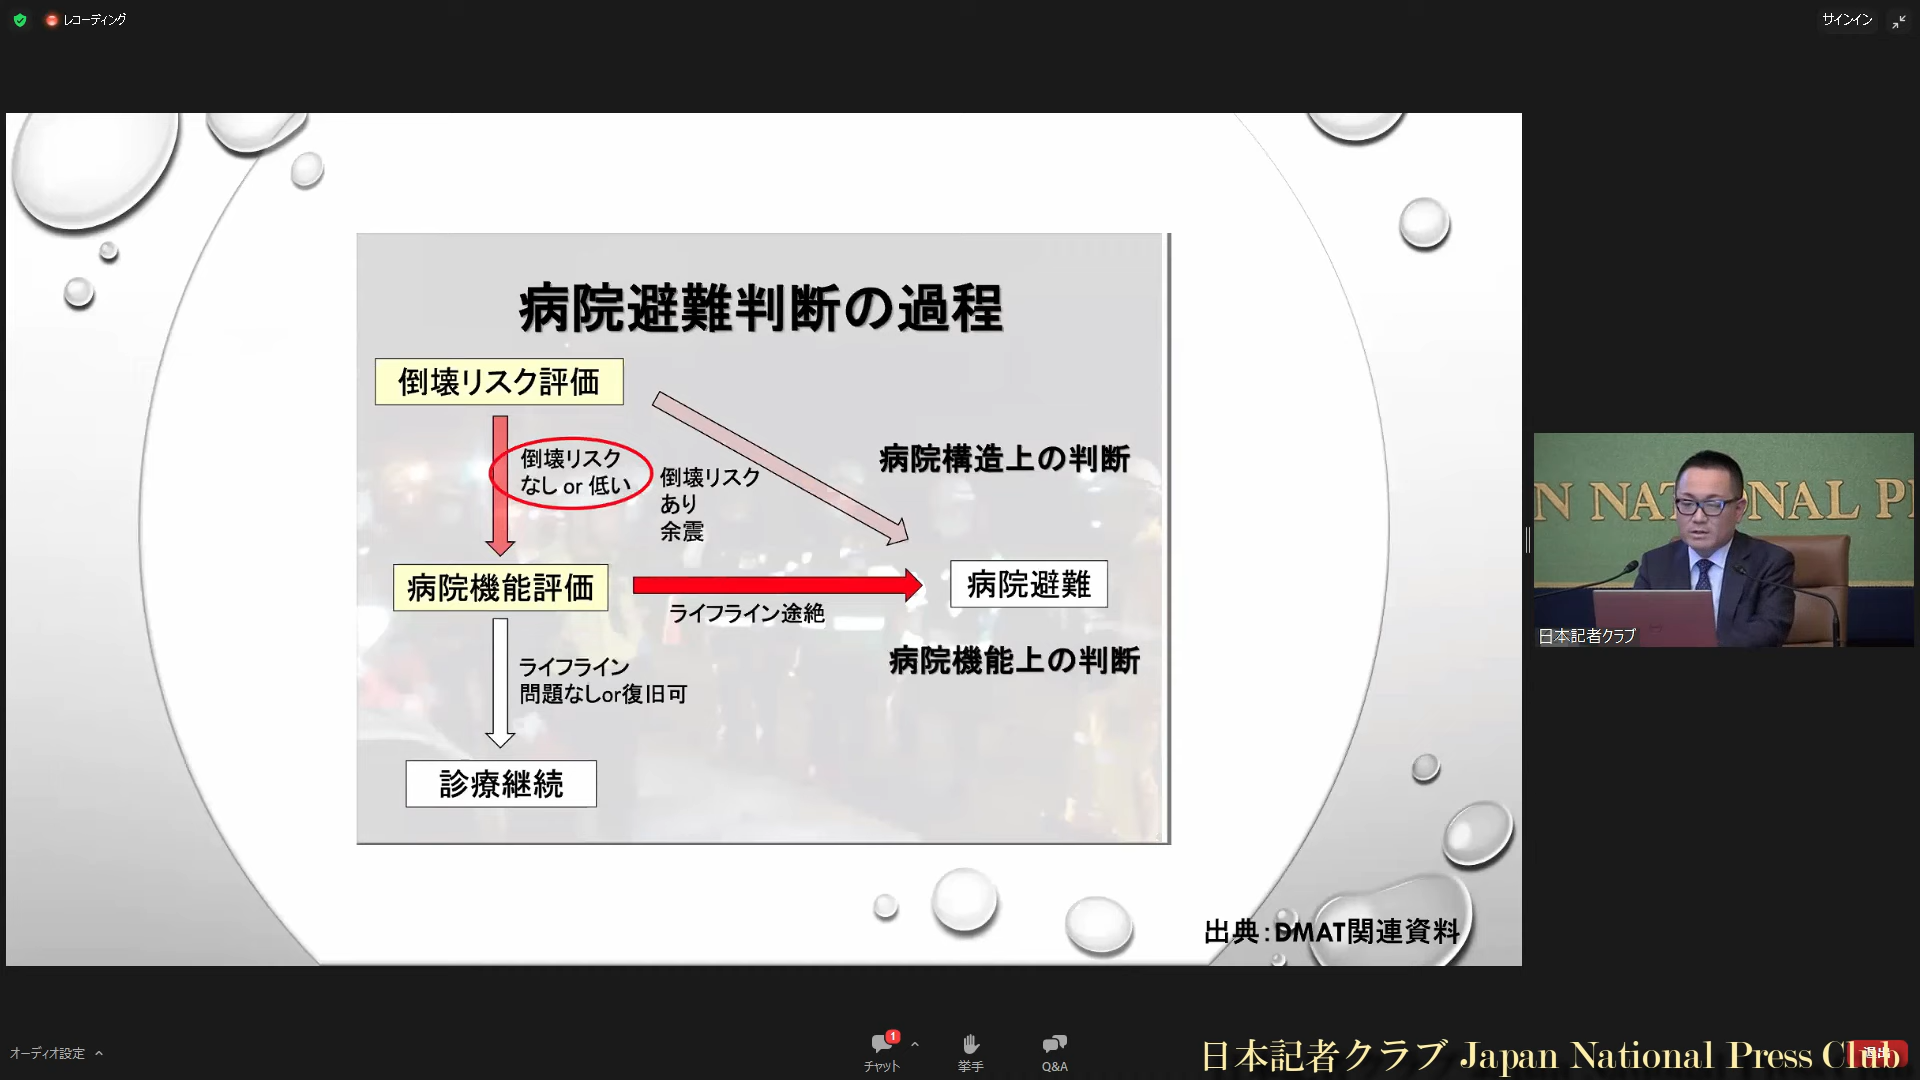 レコーディング
サインイン
病院避難判断の過程
倒壊リスク評価
倒壊リスク
なし or 低い
倒壊リスク
あり
余震
病院構造上の判断
病院機能評価
ライフライン途絶
病院避難
病院機能上の判断
ライフライン
問題なしor復旧可
診療継続
出典：DMAT関連資料
N NATIONAL P
日本記者クラブ
オーディオ設定
1
チャット
挙手
Q&A
日本記者クラブ Japan National Press Club
退出